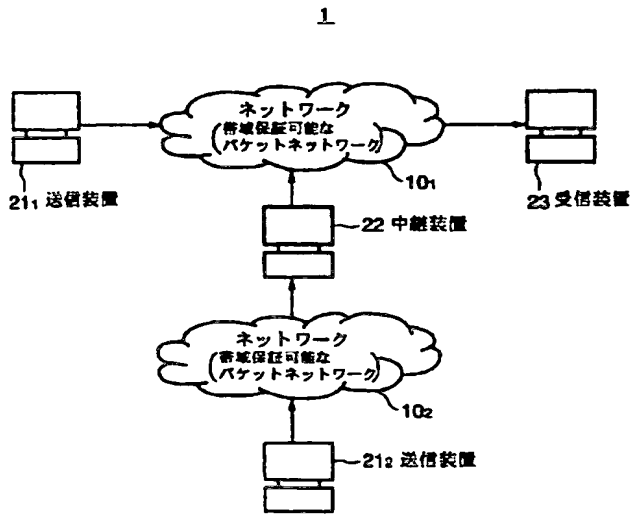 1
ネットワーク
(帯域保証可能な
パケットネットワーク)
10₁
21₁ 送信装置
23 受信装置
22 中継装置
ネットワーク
(帯域保証可能な
パケットネットワーク)
10₂
21₂ 送信装置